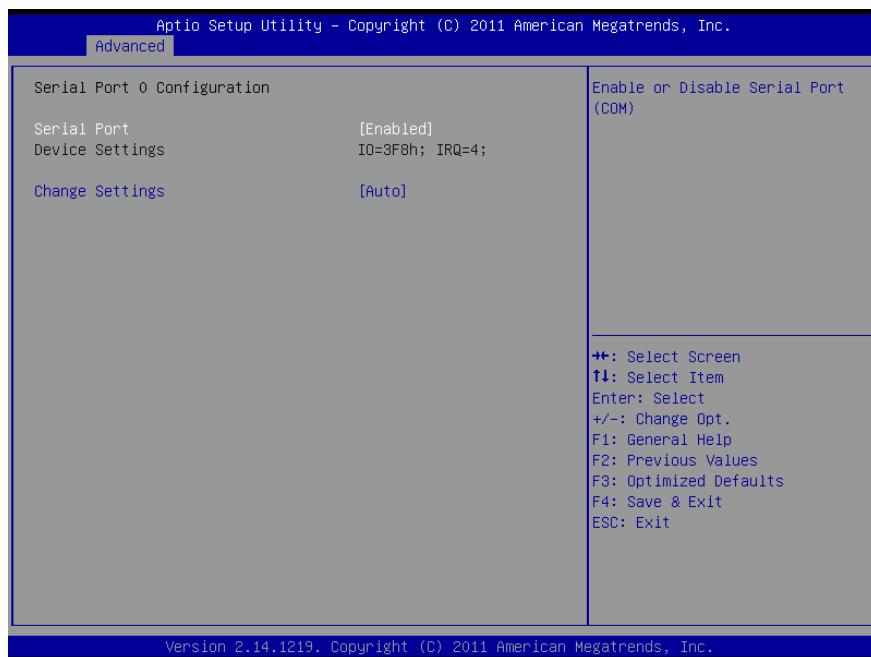 Aptio Setup Utility – Copyright (C) 2011 American Megatrends, Inc.
Advanced
Serial Port 0 Configuration
Serial Port [Enabled]
Device Settings IO=3F8h; IRQ=4;
Change Settings [Auto]
Enable or Disable Serial Port
(COM)
→←: Select Screen
↑↓: Select Item
Enter: Select
+/-: Change Opt.
F1: General Help
F2: Previous Values
F3: Optimized Defaults
F4: Save & Exit
ESC: Exit
Version 2.14.1219. Copyright (C) 2011 American Megatrends, Inc.